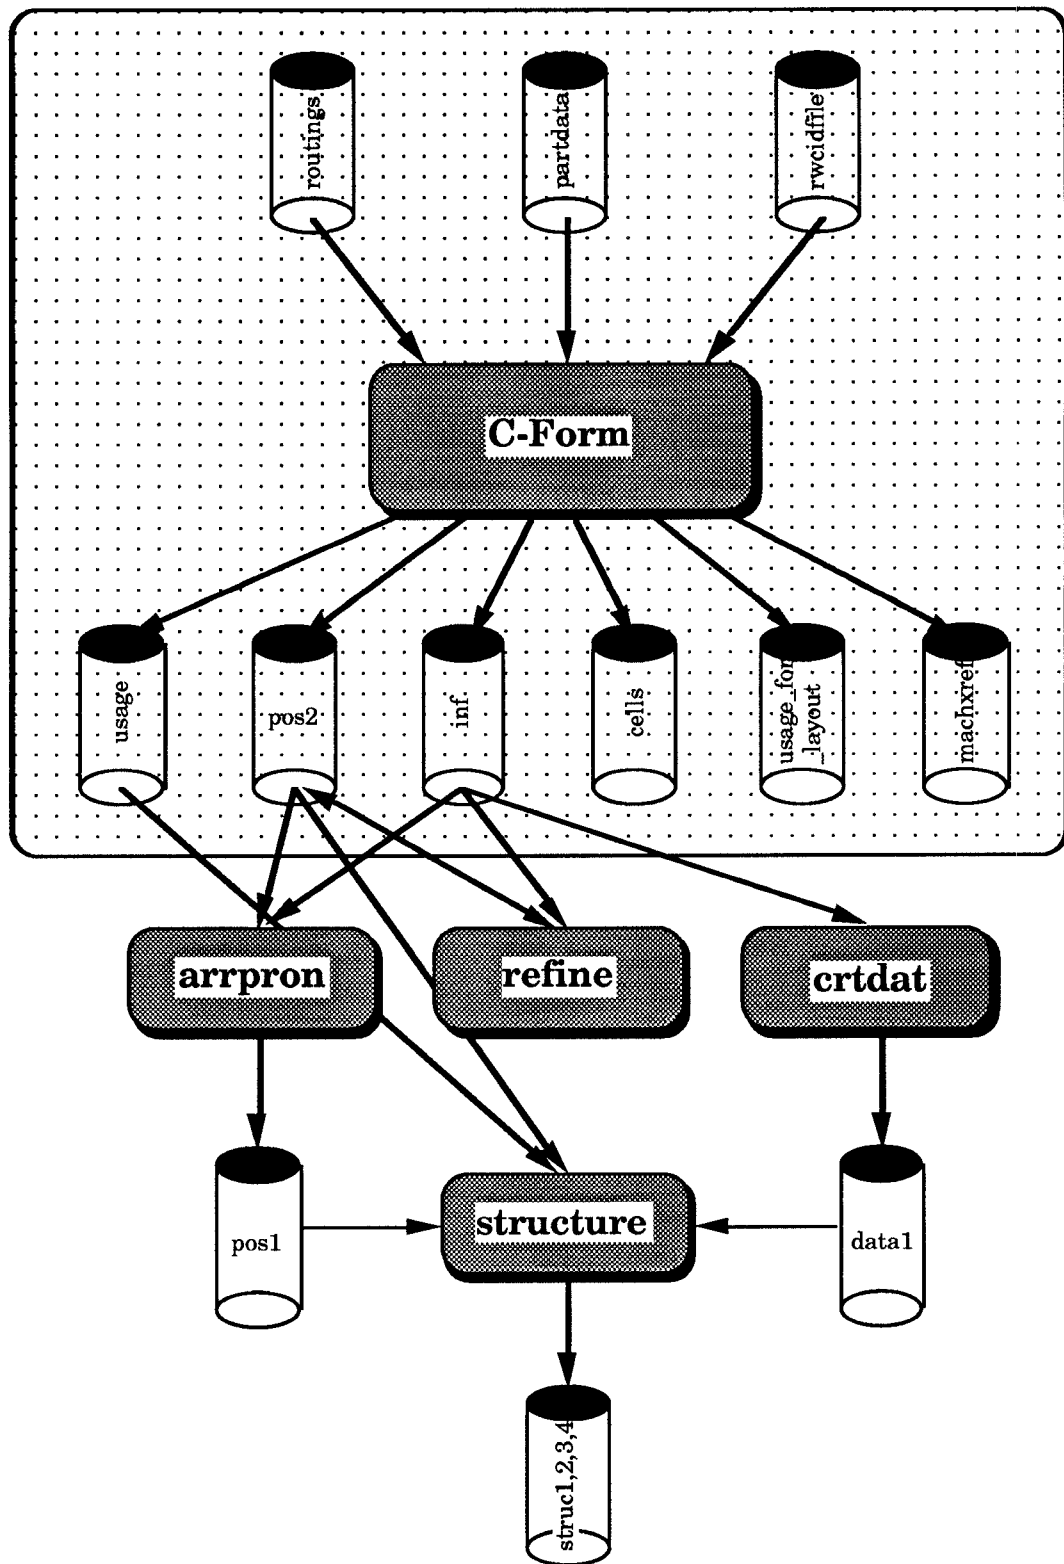 routings
partdata
rwcidfile
C-Form
usage
pos2
inf
cells
usage_for
_layout
machxref
arrpron
refine
crtdat
structure
pos1
data1
struc1,2,3,4